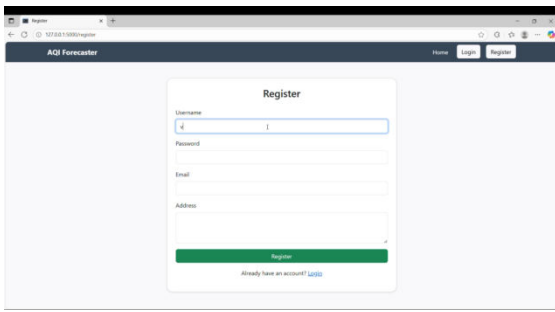 Register
127.0.0.1:5000/register
AQI Forecaster
Home Login Register
Register
Username
Password
Email
Address
Register
Already have an account? Login